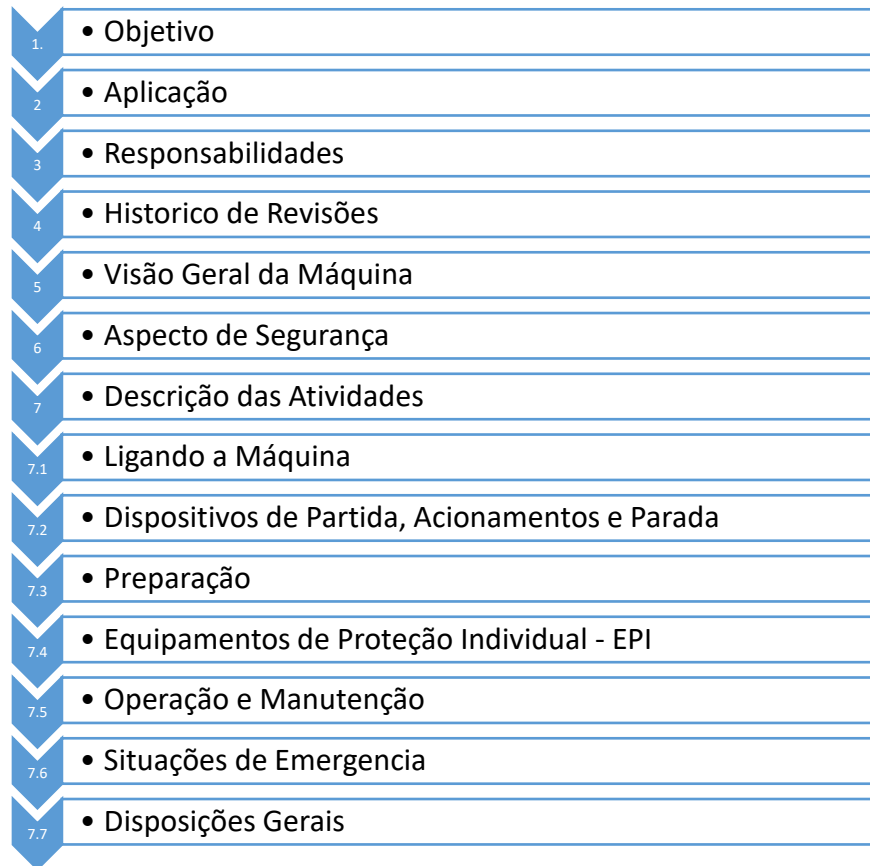 1. • Objetivo
2 • Aplicação
3 • Responsabilidades
4 • Historico de Revisões
5 • Visão Geral da Máquina
6 • Aspecto de Segurança
7 • Descrição das Atividades
7.1 • Ligando a Máquina
7.2 • Dispositivos de Partida, Acionamentos e Parada
7.3 • Preparação
7.4 • Equipamentos de Proteção Individual - EPI
7.5 • Operação e Manutenção
7.6 • Situações de Emergencia
7.7 • Disposições Gerais